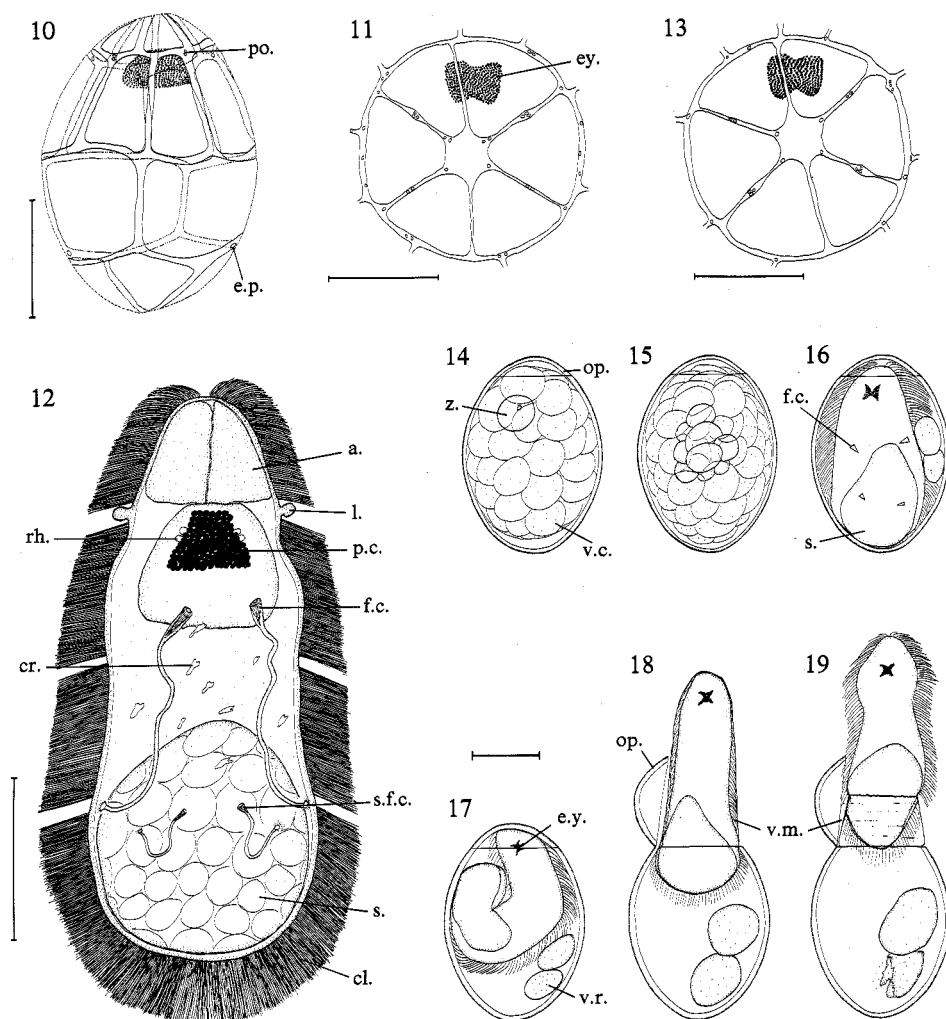 10
po.
e.p.
11
ey.
13
12
a.
l.
rh.
p.c.
f.c.
cr.
s.f.c.
s.
cl.
14
op.
z.
v.c.
15
16
f.c.
s.
17
e.y.
v.r.
18
op.
v.m.
19